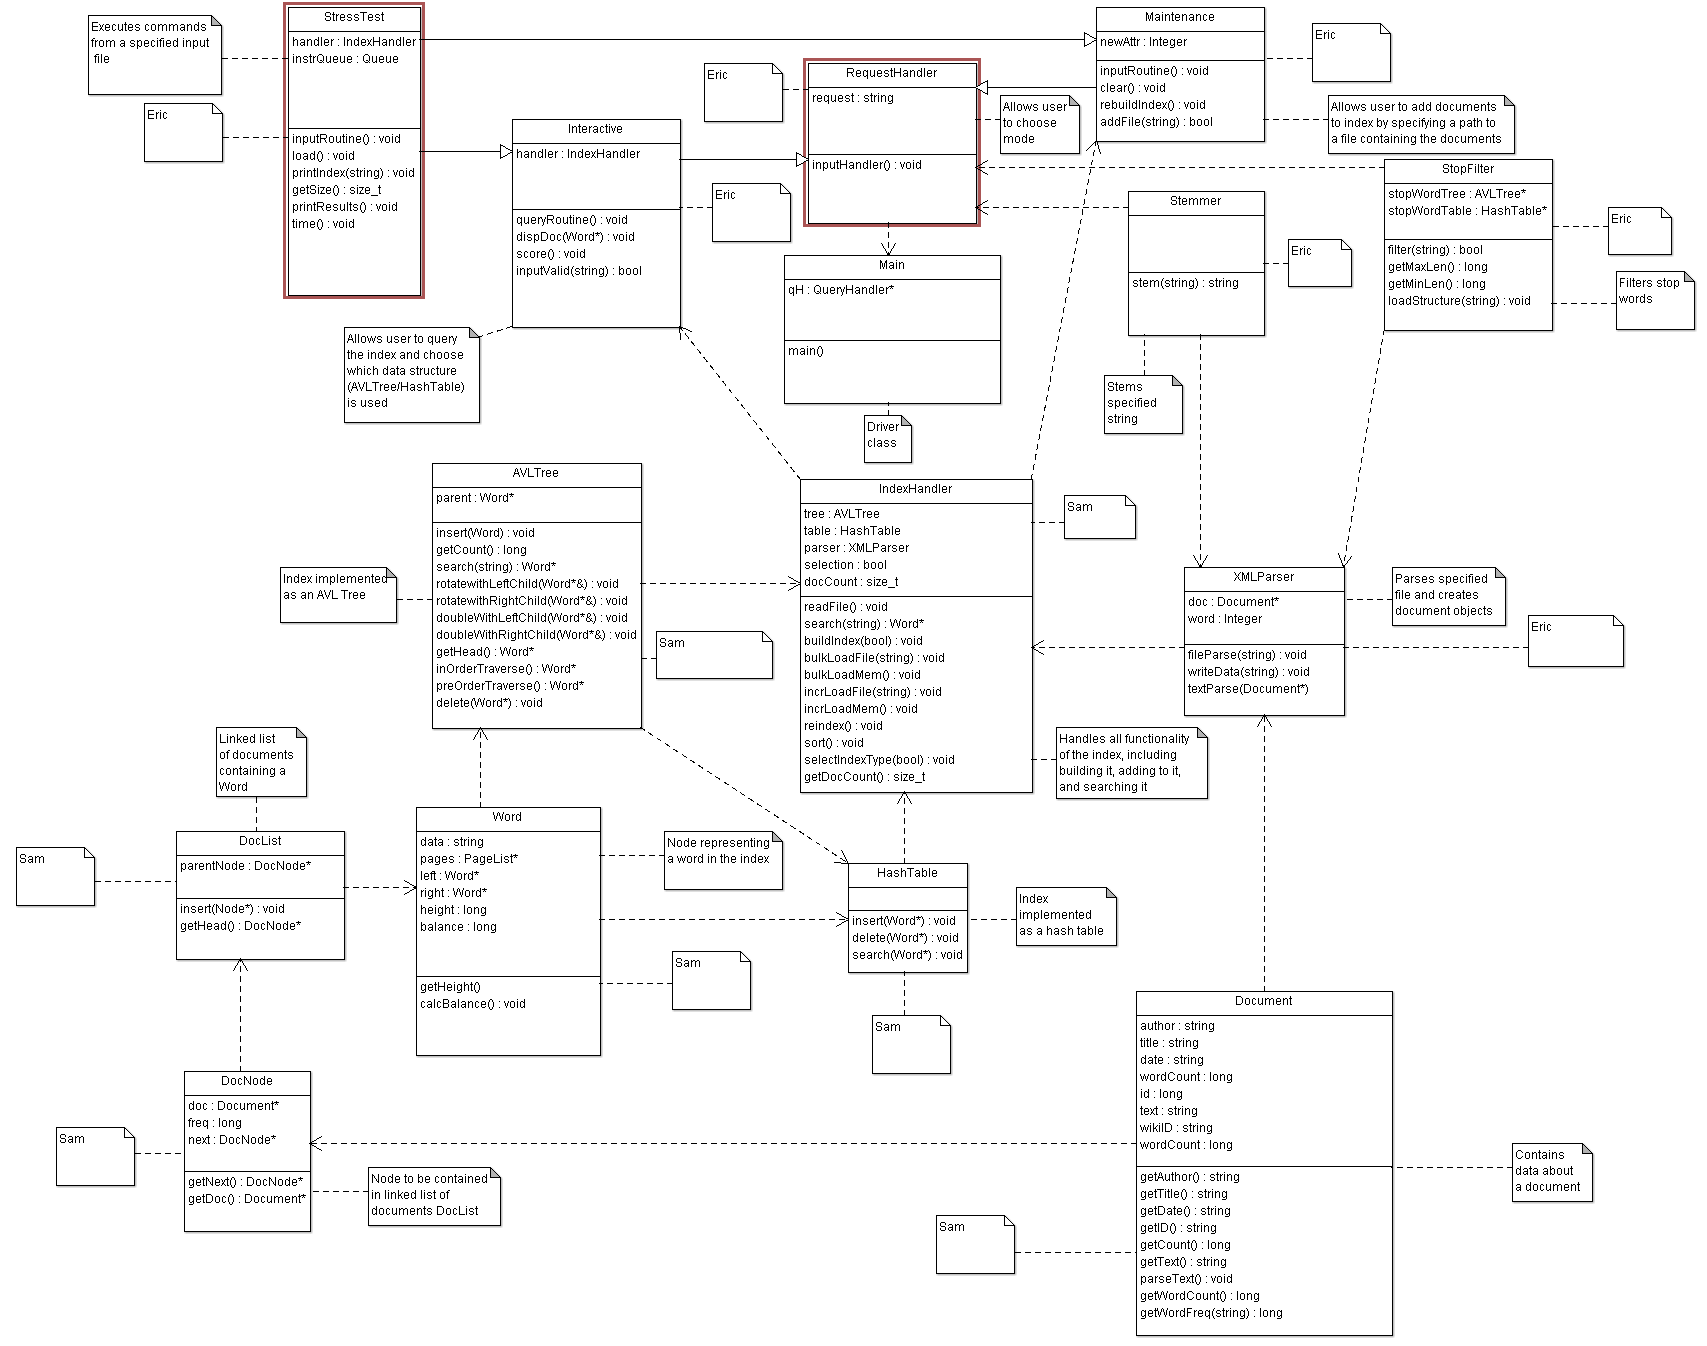 StressTest
handler : IndexHandler
instrQueue : Queue
inputRoutine() : void
load() : void
printIndex(string) : void
getSize() : size_t
printResults() : void
time() : void
Executes commands
from a specified input
file
Eric
Interactive
handler : IndexHandler
queryRoutine() : void
dispDoc(Word*) : void
score() : void
inputValid(string) : bool
Eric
Allows user to query
the index and choose
which data structure
(AVLTree/HashTable)
is used
Eric
RequestHandler
request : string
inputHandler() : void
Allows user
to choose
mode
Maintenance
newAttr : Integer
inputRoutine() : void
clear() : void
rebuildIndex() : void
addFile(string) : bool
Eric
Allows user to add documents
to index by specifying a path to
a file containing the documents
Main
qH : QueryHandler*
main()
Driver
class
Stemmer
stem(string) : string
Eric
Stems
specified
string
StopFilter
stopWordTree : AVLTree*
stopWordTable : HashTable*
filter(string) : bool
getMaxLen() : long
getMinLen() : long
loadStructure(string) : void
Eric
Filters stop
words
AVLTree
parent : Word*
insert(Word) : void
getCount() : long
search(string) : Word*
rotatewithLeftChild(Word*&) : void
rotatewithRightChild(Word*&) : void
doubleWithLeftChild(Word*&) : void
doubleWithRightChild(Word*&) : void
getHead() : Word*
inOrderTraverse() : Word*
preOrderTraverse() : Word*
delete(Word*) : void
Index implemented
as an AVL Tree
Sam
IndexHandler
tree : AVLTree
table : HashTable
parser : XMLParser
selection : bool
docCount : size_t
readFile() : void
search(string) : Word*
buildIndex(bool) : void
bulkLoadFile(string) : void
bulkLoadMem() : void
incrLoadFile(string) : void
incrLoadMem() : void
reindex() : void
sort() : void
selectIndexType(bool) : void
getDocCount() : size_t
Sam
Handles all functionality
of the index, including
building it, adding to it,
and searching it
XMLParser
doc : Document*
word : Integer
fileParse(string) : void
writeData(string) : void
textParse(Document*)
Parses specified
file and creates
document objects
Eric
Linked list
of documents
containing a
Word
DocList
parentNode : DocNode*
insert(Node*) : void
getHead() : DocNode*
Sam
Word
data : string
pages : PageList*
left : Word*
right : Word*
height : long
balance : long
getHeight()
calcBalance() : void
Node representing
a word in the index
Sam
HashTable
insert(Word*) : void
delete(Word*) : void
search(Word*) : void
Index
implemented
as a hash table
Sam
DocNode
doc : Document*
freq : long
next : DocNode*
getNext() : DocNode*
getDoc() : Document*
Sam
Node to be contained
in linked list of
documents DocList
Document
author : string
title : string
date : string
wordCount : long
id : long
text : string
wikiID : string
wordCount : long
getAuthor() : string
getTitle() : string
getDate() : string
getID() : string
getCount() : long
getText() : string
parseText() : void
getWordCount() : long
getWordFreq(string) : long
Contains
data about
a document
Sam